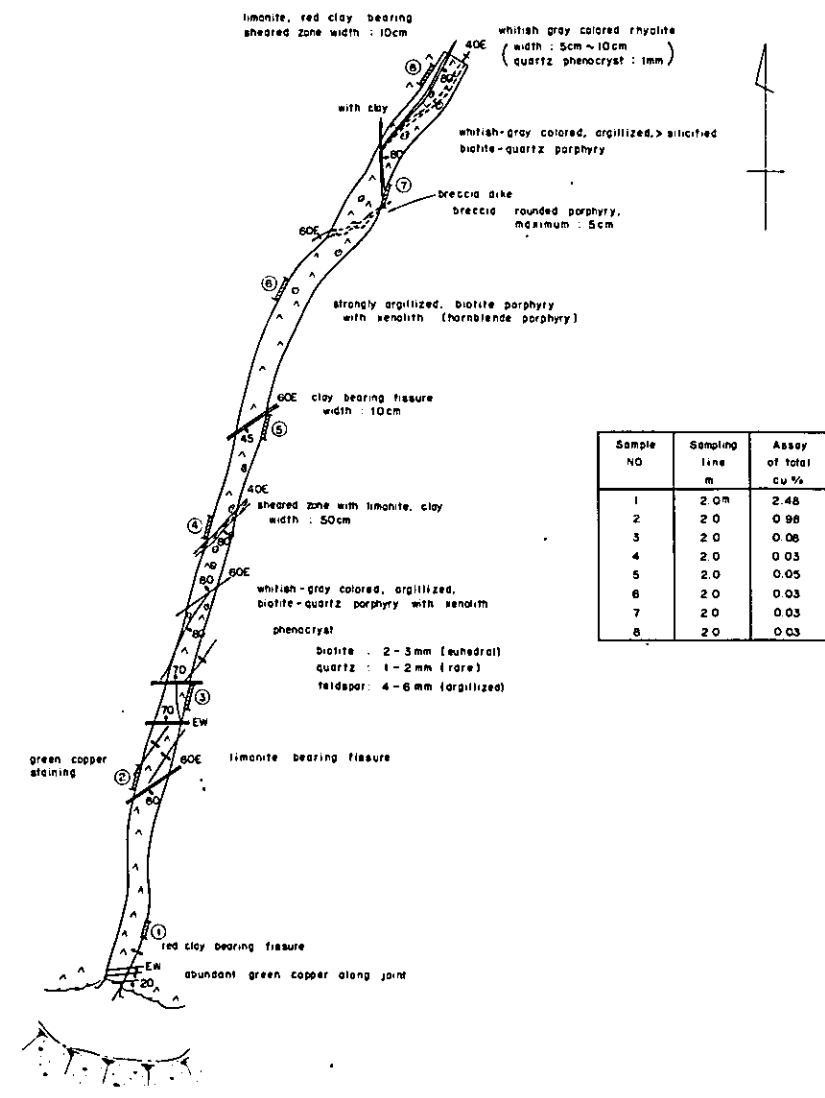 limonite, red clay bearing
sheared zone width : 10cm
whitish gray colored rhyolite
( width : 5cm ~ 10cm
quartz phenocryst : 1mm )
40E
8
80
with clay
whitish-gray colored, argillized, > silicified
biotite-quartz porphyry
80
7
breccia dike
breccia rounded porphyry,
maximum : 5cm
60E
6
strongly argillized, biotite porphyry
with xenolith (hornblende porphyry)
60E clay bearing fissure
width : 10cm
45
5
40E
sheared zone with limonite, clay
width : 50cm
4
80
60E
80
whitish-gray colored, argillized,
biotite-quartz porphyry with xenolith
80
phenocryst
biotite . 2-3mm (euhedral)
quartz : 1-2mm (rare)
feldspar: 4-6mm (argillized)
70
3
70
EW
green copper
staining
60E
limonite bearing fissure
2
60
1
red clay bearing fissure
EW
abundant green copper along joint
20
Sample NO Sampling line m Assay of total cu %
1 2.0m 2.48
2 2 0 0 98
3 2 0 0.08
4 2 0 0 03
5 2.0 0.05
6 2 0 0.03
7 2 0 0.03
8 2 0 0 03